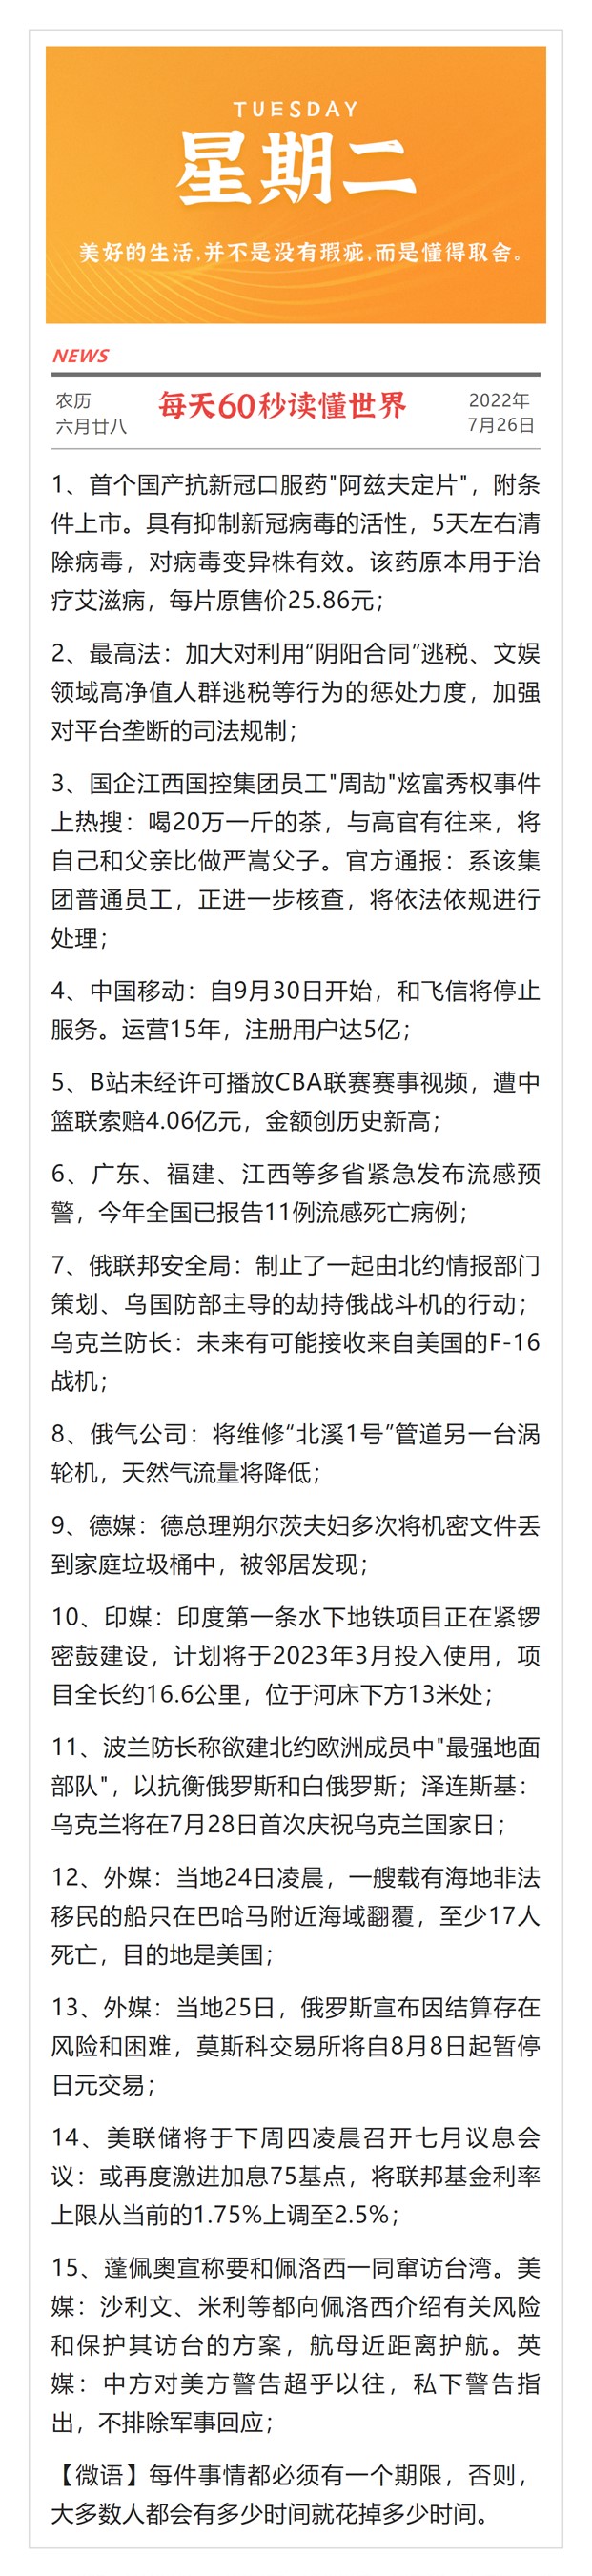 TUESDAY
星期二
美好的生活,并不是没有瑕疵,而是懂得取舍。
NEWS
农历
六月廿八
每天60秒读懂世界
2022年
7月26日
1、首个国产抗新冠口服药"阿兹夫定片"，附条
件上市。具有抑制新冠病毒的活性，5天左右清
除病毒，对病毒变异株有效。该药原本用于治
疗艾滋病，每片原售价25.86元；
2、最高法：加大对利用“阴阳合同”逃税、文娱
领域高净值人群逃税等行为的惩处力度，加强
对平台垄断的司法规制；
3、国企江西国控集团员工"周劼"炫富秀权事件
上热搜：喝20万一斤的茶，与高官有往来，将
自己和父亲比做严嵩父子。官方通报：系该集
团普通员工，正进一步核查，将依法依规进行
处理；
4、中国移动：自9月30日开始，和飞信将停止
服务。运营15年，注册用户达5亿；
5、B站未经许可播放CBA联赛赛事视频，遭中
篮联索赔4.06亿元，金额创历史新高；
6、广东、福建、江西等多省紧急发布流感预
警，今年全国已报告11例流感死亡病例；
7、俄联邦安全局：制止了一起由北约情报部门
策划、乌国防部主导的劫持俄战斗机的行动；
乌克兰防长：未来有可能接收来自美国的F-16
战机；
8、俄气公司：将维修“北溪1号”管道另一台涡
轮机，天然气流量将降低；
9、德媒：德总理朔尔茨夫妇多次将机密文件丢
到家庭垃圾桶中，被邻居发现；
10、印媒：印度第一条水下地铁项目正在紧锣
密鼓建设，计划将于2023年3月投入使用，项
目全长约16.6公里，位于河床下方13米处；
11、波兰防长称欲建北约欧洲成员中"最强地面
部队"，以抗衡俄罗斯和白俄罗斯；泽连斯基：
乌克兰将在7月28日首次庆祝乌克兰国家日；
12、外媒：当地24日凌晨，一艘载有海地非法
移民的船只在巴哈马附近海域翻覆，至少17人
死亡，目的地是美国；
13、外媒：当地25日，俄罗斯宣布因结算存在
风险和困难，莫斯科交易所将自8月8日起暂停
日元交易；
14、美联储将于下周四凌晨召开七月议息会
议：或再度激进加息75基点，将联邦基金利率
上限从当前的1.75%上调至2.5%；
15、蓬佩奥宣称要和佩洛西一同窜访台湾。美
媒：沙利文、米利等都向佩洛西介绍有关风险
和保护其访台的方案，航母近距离护航。英
媒：中方对美方警告超乎以往，私下警告指
出，不排除军事回应；
【微语】每件事情都必须有一个期限，否则，
大多数人都会有多少时间就花掉多少时间。